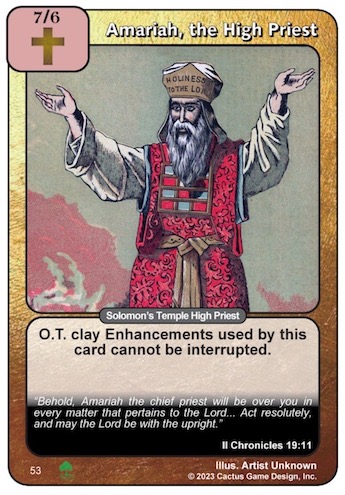 7/6
Amariah, the High Priest
HOLINESS
TO THE LORD
Solomon's Temple High Priest
O.T. clay Enhancements used by this
card cannot be interrupted.
"Behold, Amariah the chief priest will be over you in
every matter that pertains to the Lord... Act resolutely,
and may the Lord be with the upright."
II Chronicles 19:11
53
Illus. Artist Unknown
© 2023 Cactus Game Design, Inc.